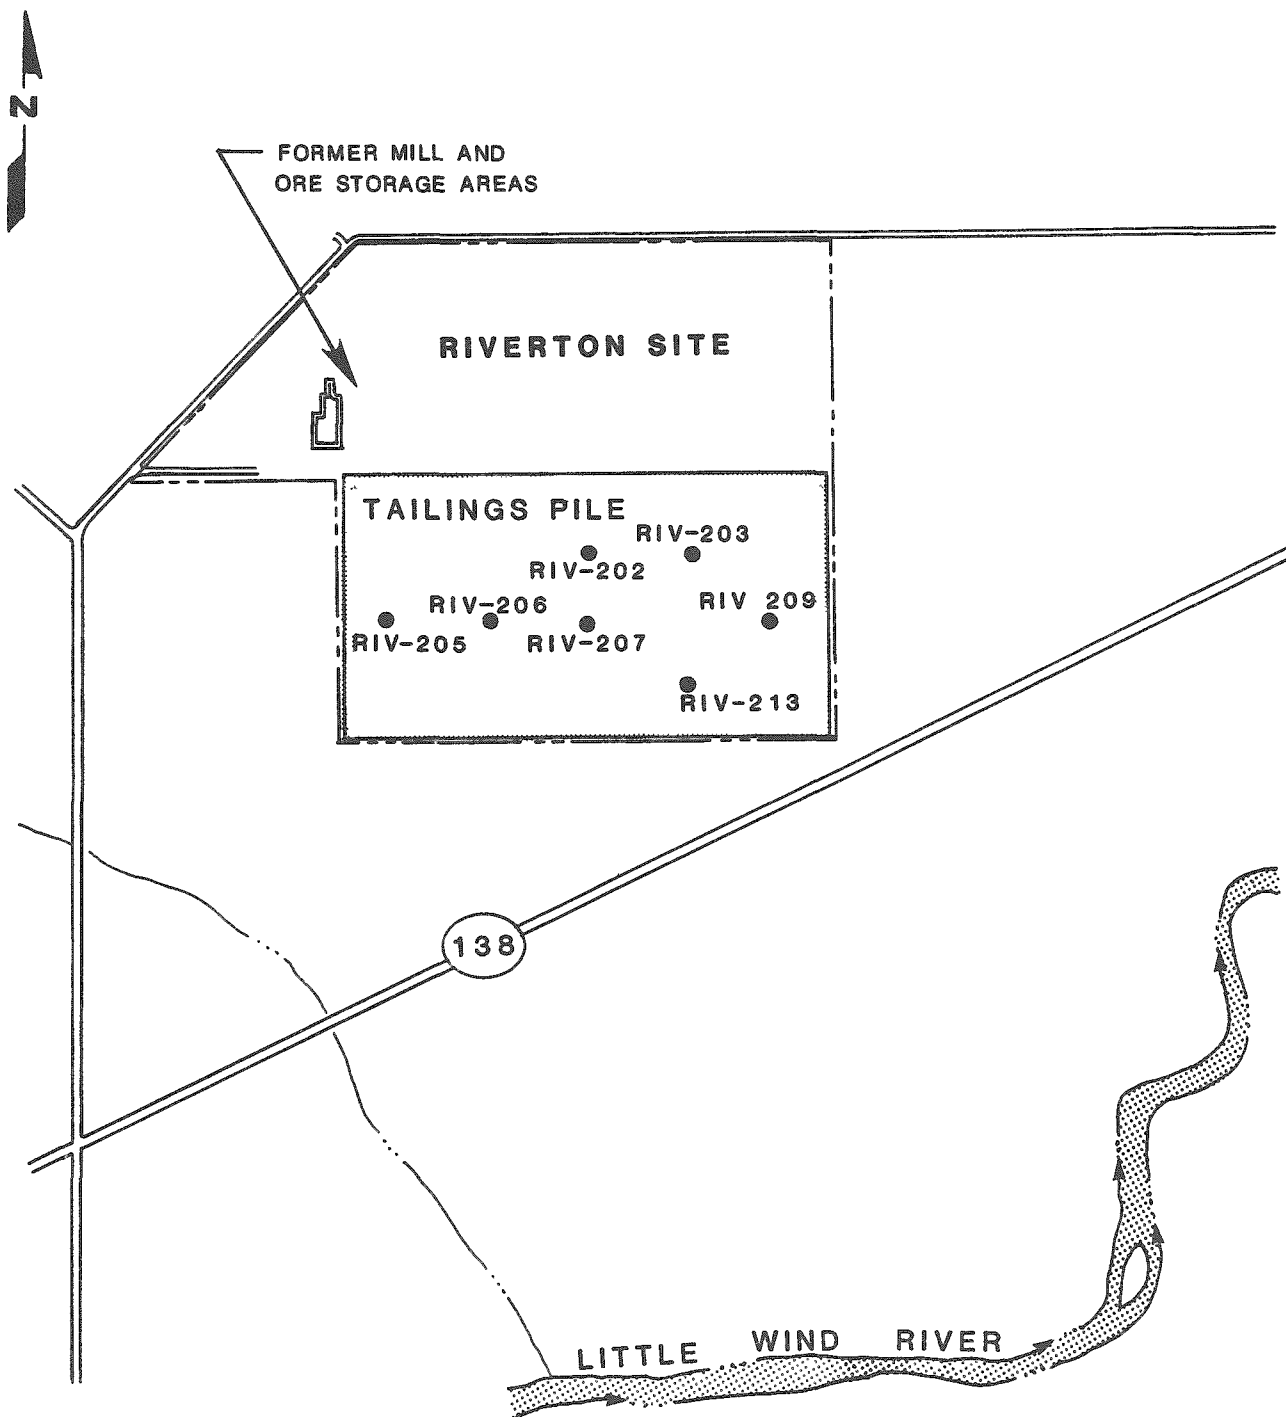 N
FORMER MILL AND
ORE STORAGE AREAS
RIVERTON SITE
TAILINGS PILE
RIV-203
RIV-202
RIV-206
RIV 209
RIV-205
RIV-207
RIV-213
138
LITTLE WIND RIVER